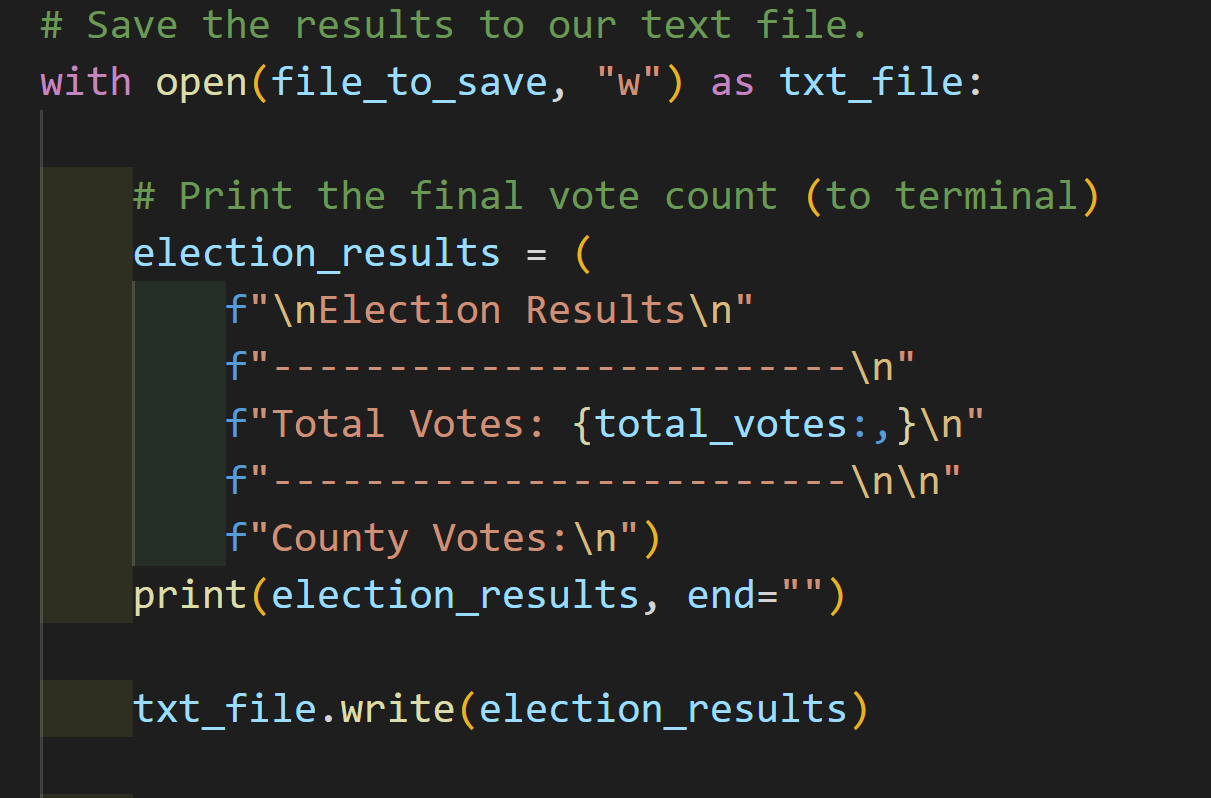 # Save the results to our text file.
with open(file_to_save, "w") as txt_file:
# Print the final vote count (to terminal)
election_results = (
f"\nElection Results\n"
f"-------------------------\n"
f"Total Votes: {total_votes:,}\n"
f"-------------------------\n\n"
f"County Votes:\n")
print(election_results, end="")
txt_file.write(election_results)